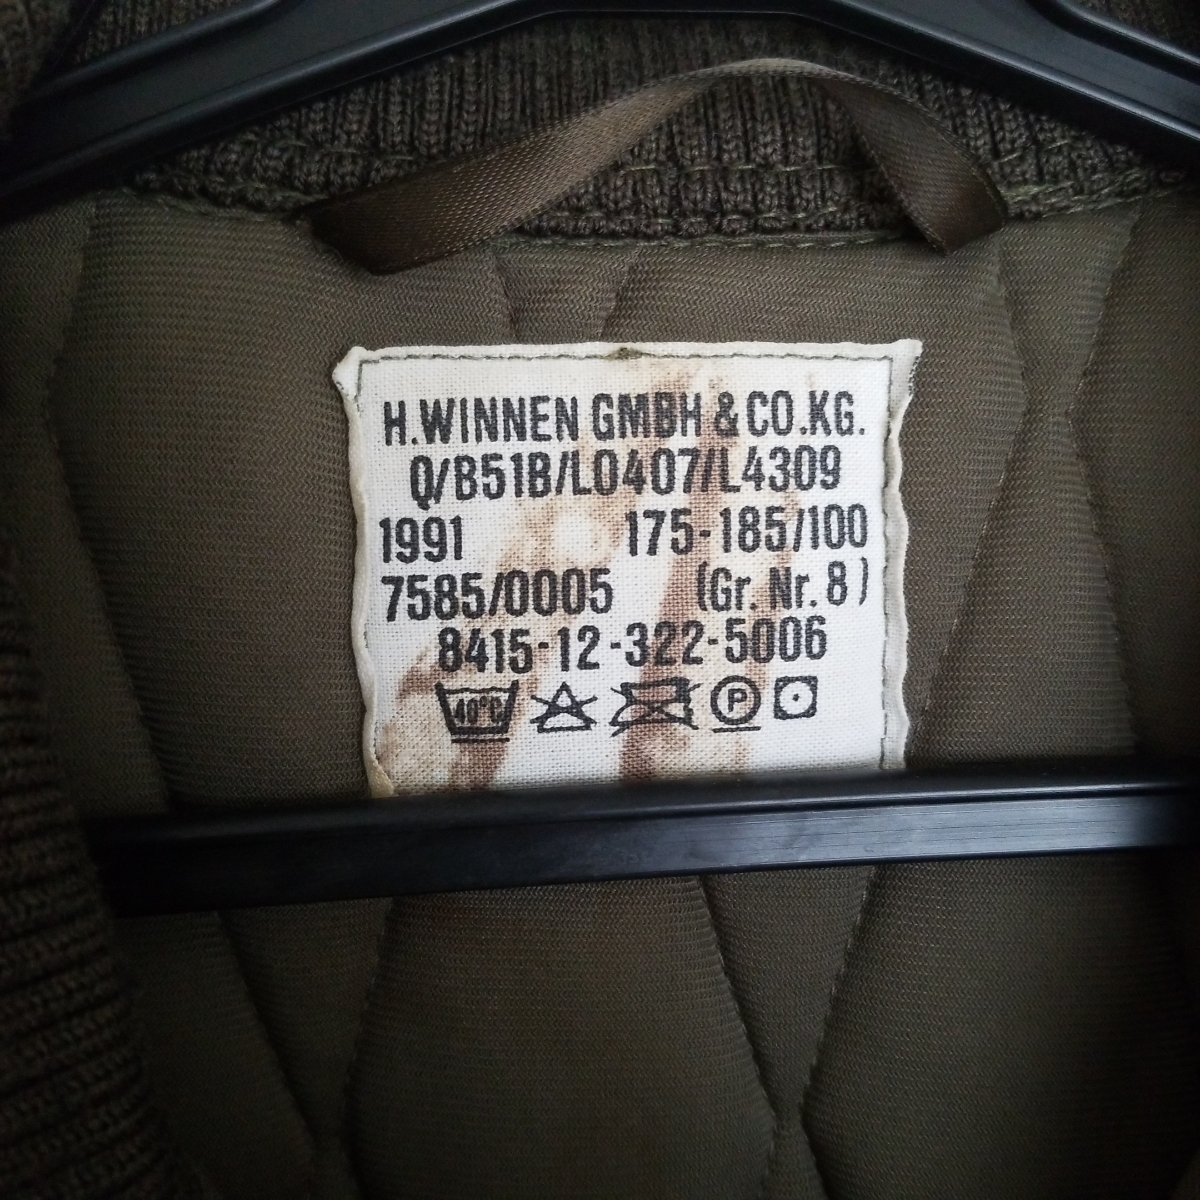 H.WINNEN GMBH & CO.KG.
Q/B51B/L0407/L4309
1991 175-185/100
7585/0005 (Gr. Nr. 8)
8415-12-322-5006
40°C P